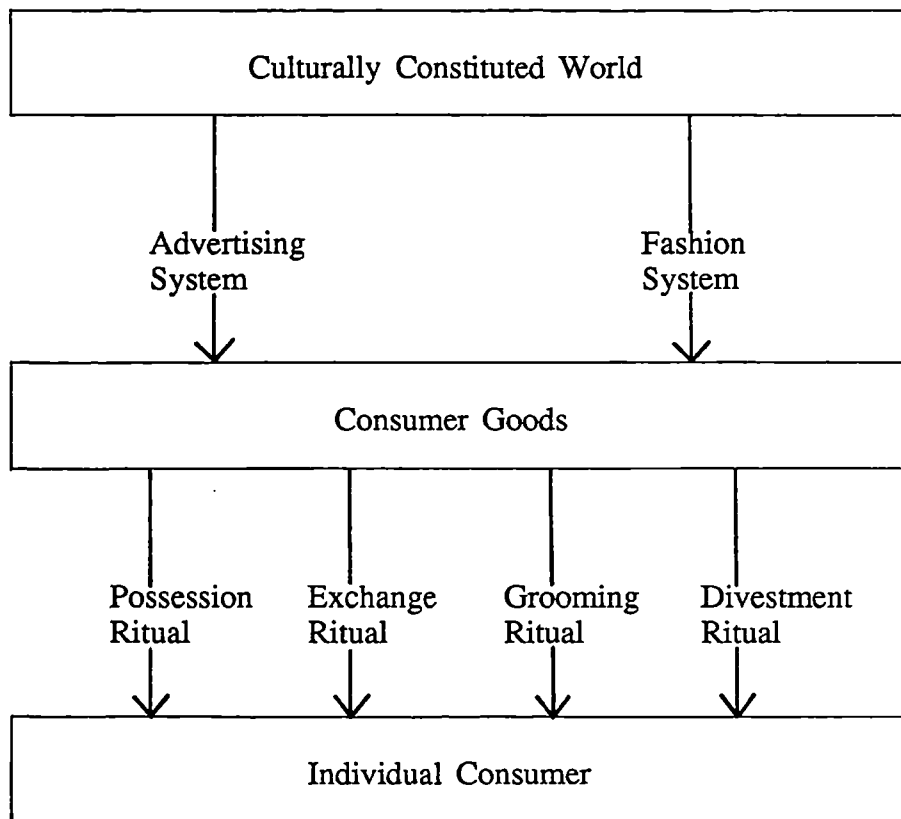 Culturally Constituted World
Advertising System
Fashion System
Consumer Goods
Possession Ritual
Exchange Ritual
Grooming Ritual
Divestment Ritual
Individual Consumer